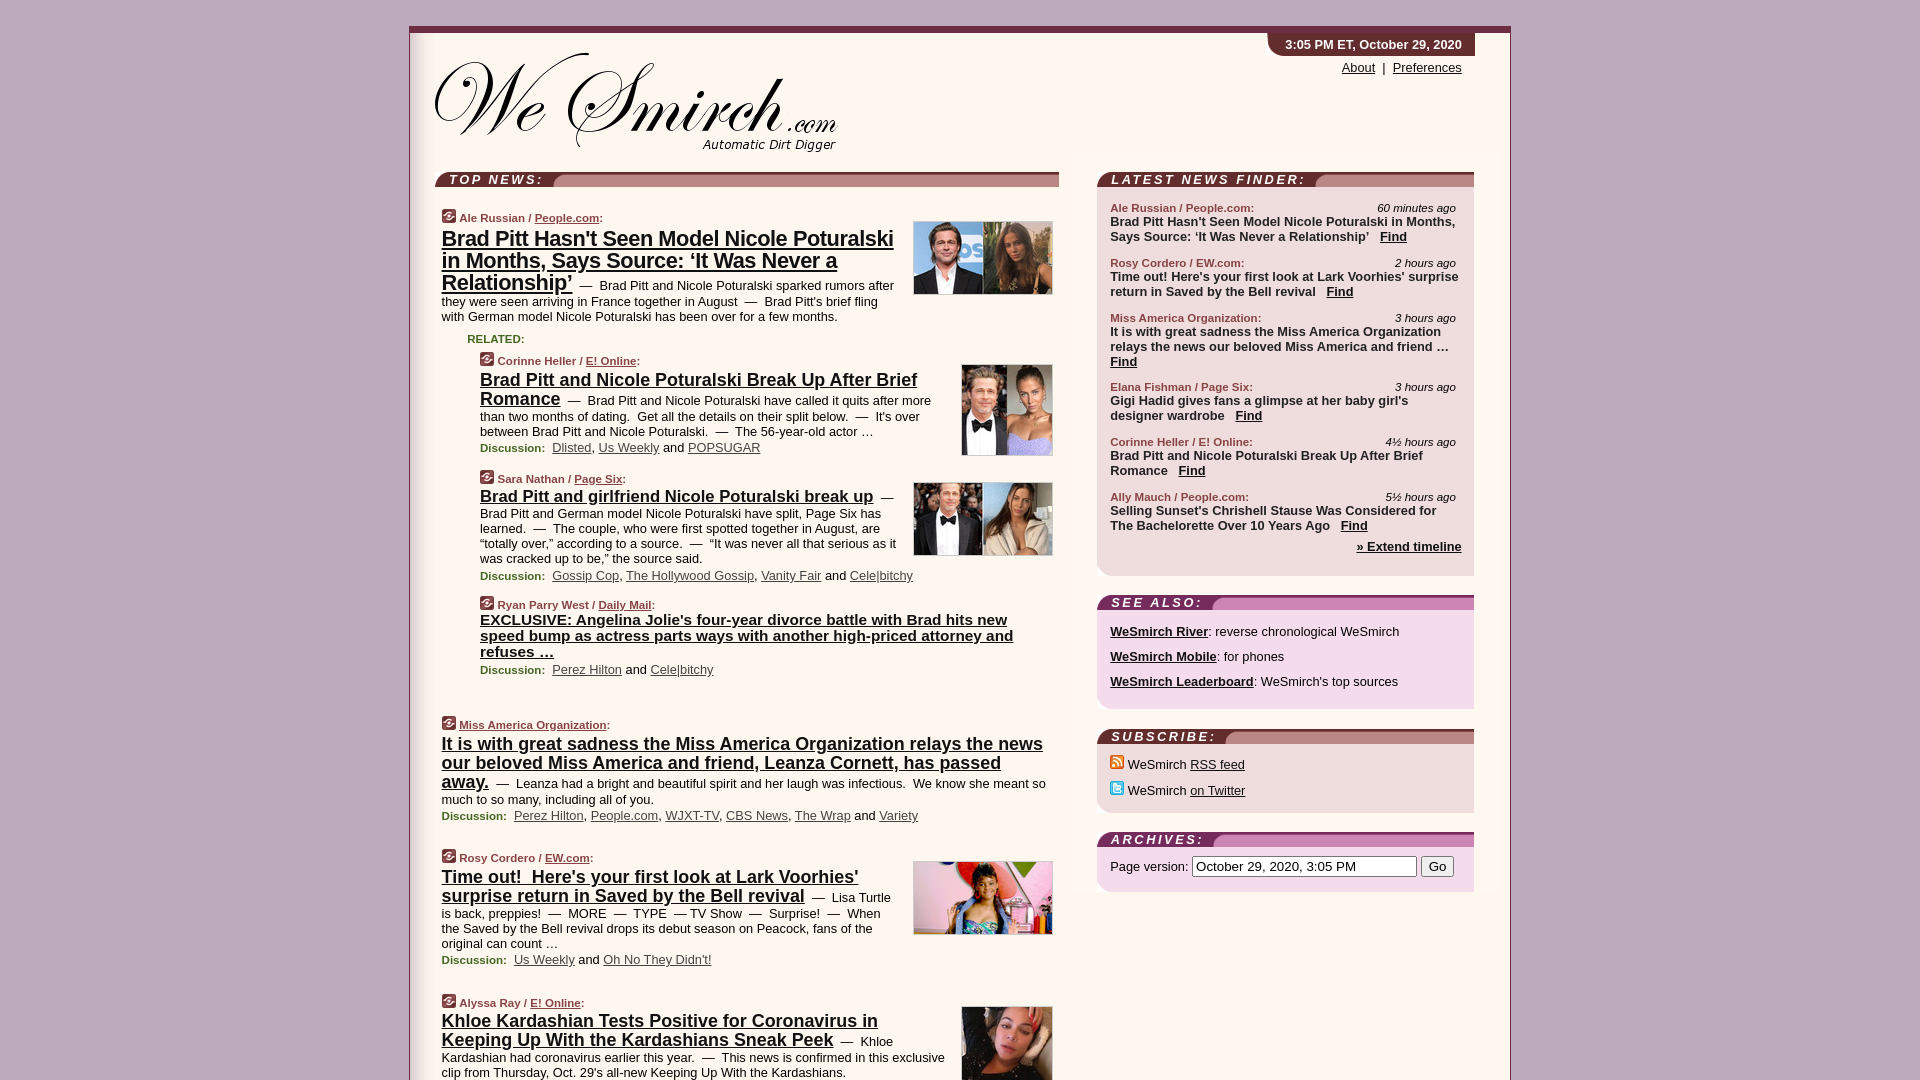 3:05 PM ET, October 29, 2020
About | Preferences
We Smirch .com
Automatic Dirt Digger
TOP NEWS:
Ale Russian / People.com:
Brad Pitt Hasn't Seen Model Nicole Poturalski
in Months, Says Source: ‘It Was Never a
Relationship’ — Brad Pitt and Nicole Poturalski sparked rumors after
they were seen arriving in France together in August — Brad Pitt's brief fling
with German model Nicole Poturalski has been over for a few months.
RELATED:
Corinne Heller / E! Online:
Brad Pitt and Nicole Poturalski Break Up After Brief
Romance — Brad Pitt and Nicole Poturalski have called it quits after more
than two months of dating. Get all the details on their split below. — It's over
between Brad Pitt and Nicole Poturalski. — The 56-year-old actor …
Discussion: Dlisted, Us Weekly and POPSUGAR
Sara Nathan / Page Six:
Brad Pitt and girlfriend Nicole Poturalski break up —
Brad Pitt and German model Nicole Poturalski have split, Page Six has
learned. — The couple, who were first spotted together in August, are
“totally over,” according to a source. — “It was never all that serious as it
was cracked up to be,” the source said.
Discussion: Gossip Cop, The Hollywood Gossip, Vanity Fair and Cele|bitchy
Ryan Parry West / Daily Mail:
EXCLUSIVE: Angelina Jolie's four-year divorce battle with Brad hits new
speed bump as actress parts ways with another high-priced attorney and
refuses …
Discussion: Perez Hilton and Cele|bitchy
Miss America Organization:
It is with great sadness the Miss America Organization relays the news
our beloved Miss America and friend, Leanza Cornett, has passed
away. — Leanza had a bright and beautiful spirit and her laugh was infectious. We know she meant so
much to so many, including all of you.
Discussion: Perez Hilton, People.com, WJXT-TV, CBS News, The Wrap and Variety
Rosy Cordero / EW.com:
Time out! Here's your first look at Lark Voorhies'
surprise return in Saved by the Bell revival — Lisa Turtle
is back, preppies! — MORE — TYPE — TV Show — Surprise! — When
the Saved by the Bell revival drops its debut season on Peacock, fans of the
original can count …
Discussion: Us Weekly and Oh No They Didn't!
Alyssa Ray / E! Online:
Khloe Kardashian Tests Positive for Coronavirus in
Keeping Up With the Kardashians Sneak Peek — Khloe
Kardashian had coronavirus earlier this year. — This news is confirmed in this exclusive
clip from Thursday, Oct. 29's all-new Keeping Up With the Kardashians.
LATEST NEWS FINDER:
Ale Russian / People.com: 60 minutes ago
Brad Pitt Hasn't Seen Model Nicole Poturalski in Months,
Says Source: ‘It Was Never a Relationship’ Find
Rosy Cordero / EW.com: 2 hours ago
Time out! Here's your first look at Lark Voorhies' surprise
return in Saved by the Bell revival Find
Miss America Organization: 3 hours ago
It is with great sadness the Miss America Organization
relays the news our beloved Miss America and friend …
Find
Elana Fishman / Page Six: 3 hours ago
Gigi Hadid gives fans a glimpse at her baby girl's
designer wardrobe Find
Corinne Heller / E! Online: 4½ hours ago
Brad Pitt and Nicole Poturalski Break Up After Brief
Romance Find
Ally Mauch / People.com: 5½ hours ago
Selling Sunset's Chrishell Stause Was Considered for
The Bachelorette Over 10 Years Ago Find
» Extend timeline
SEE ALSO:
WeSmirch River: reverse chronological WeSmirch
WeSmirch Mobile: for phones
WeSmirch Leaderboard: WeSmirch's top sources
SUBSCRIBE:
WeSmirch RSS feed
WeSmirch on Twitter
ARCHIVES:
Page version: October 29, 2020, 3:05 PM Go